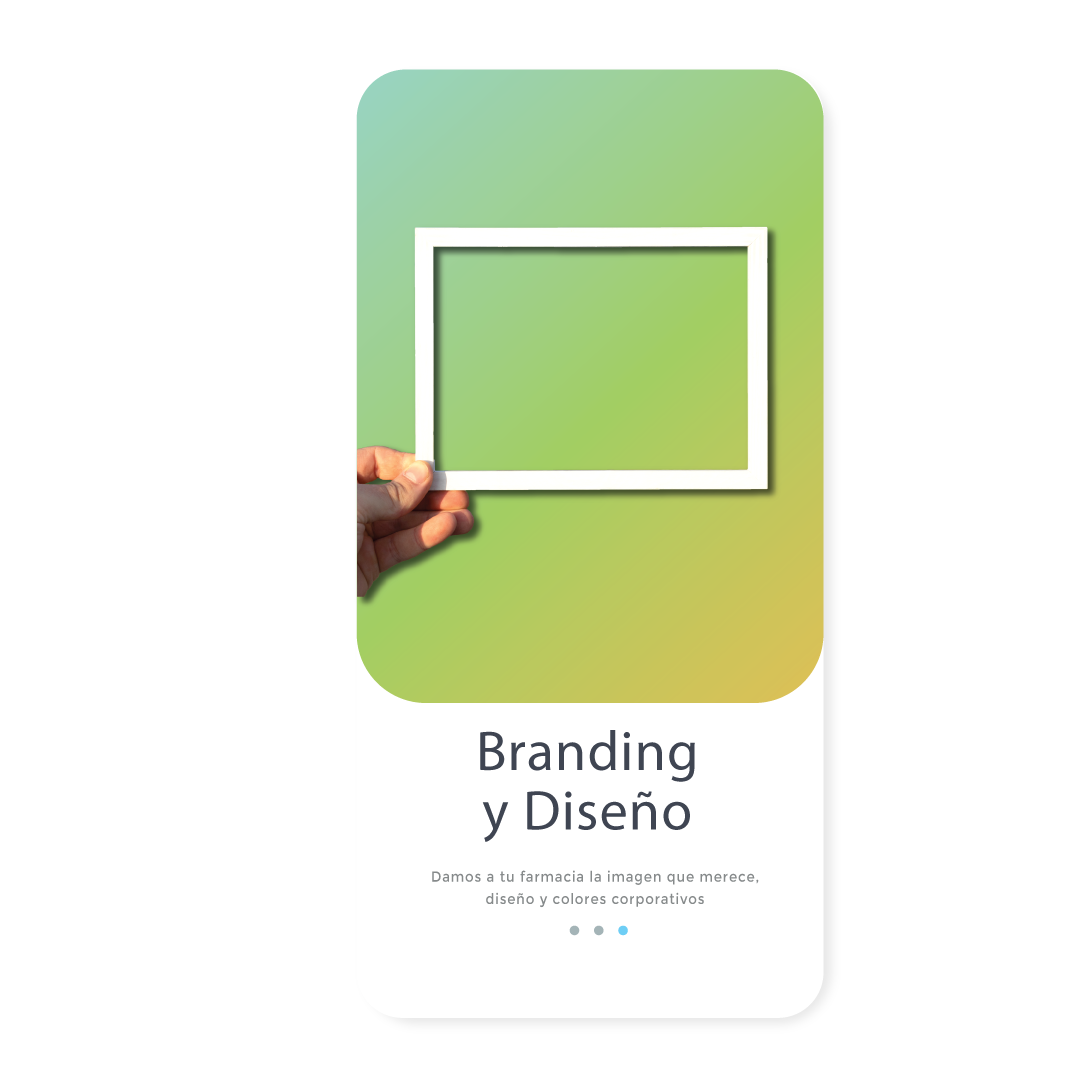 Branding
y Diseño
Damos a tu farmacia la imagen que merece,
diseño y colores corporativos